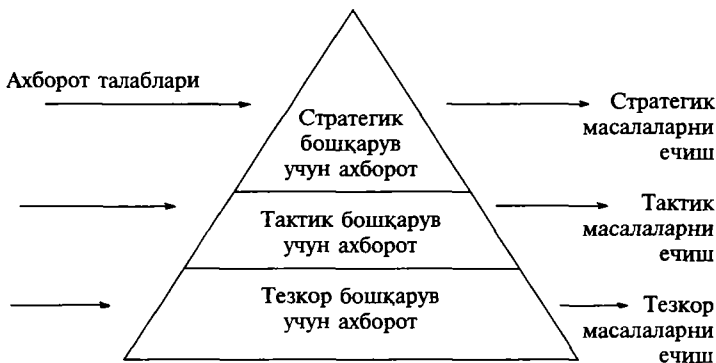 Ахборот талаблари
Стратегик
бошқарув
учун ахборот
Стратегик
масалаларни
ечиш
Тактик бошқарув
учун ахборот
Тактик
масалаларни
ечиш
Тезкор бошқарув
учун ахборот
Тезкор
масалаларни
ечиш